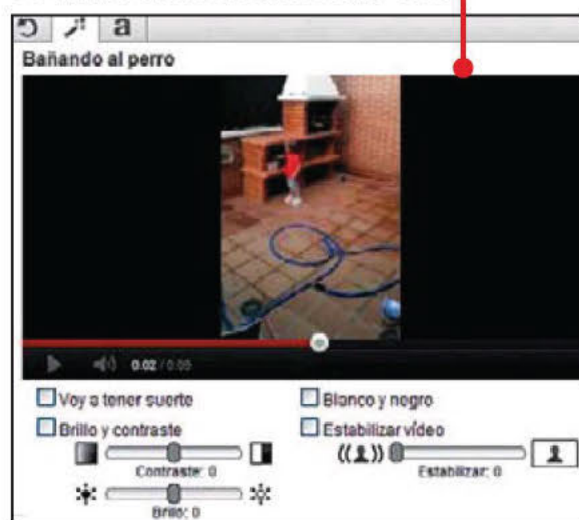 a
Bañando al perro
0:02 / 0:05
Voy a tener suerte
Blanco y negro
Brillo y contraste
Estabilizar vídeo
Contraste: 0
Estabilizar: 0
Brillo: 0